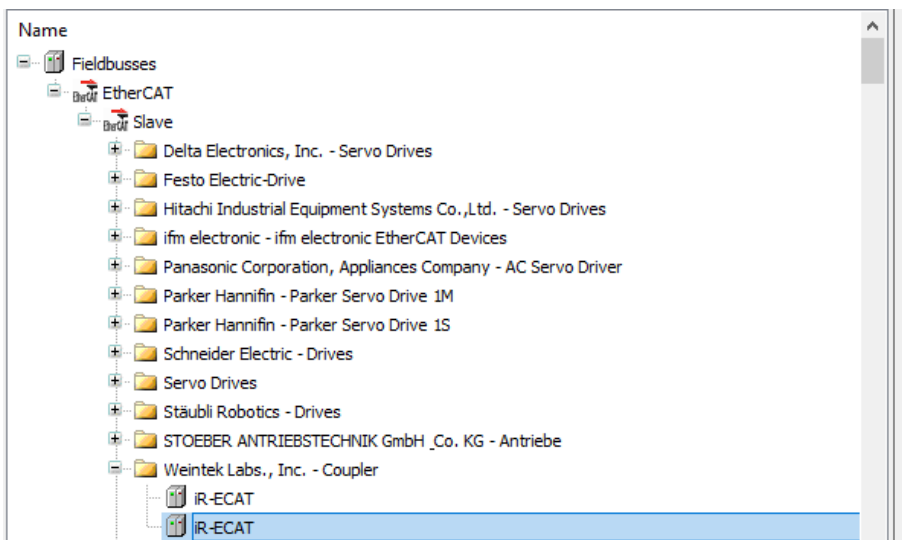 Name
Fieldbusses
EtherCAT EtherCAT
EtherCAT Slave
Delta Electronics, Inc. - Servo Drives
Festo Electric-Drive
Hitachi Industrial Equipment Systems Co.,Ltd. - Servo Drives
ifm electronic - ifm electronic EtherCAT Devices
Panasonic Corporation, Appliances Company - AC Servo Driver
Parker Hannifin - Parker Servo Drive 1M
Parker Hannifin - Parker Servo Drive 1S
Schneider Electric - Drives
Servo Drives
Stäubli Robotics - Drives
STOEBER ANTRIEBSTECHNIK GmbH _Co. KG - Antriebe
Weintek Labs., Inc. - Coupler
iR-ECAT
iR-ECAT